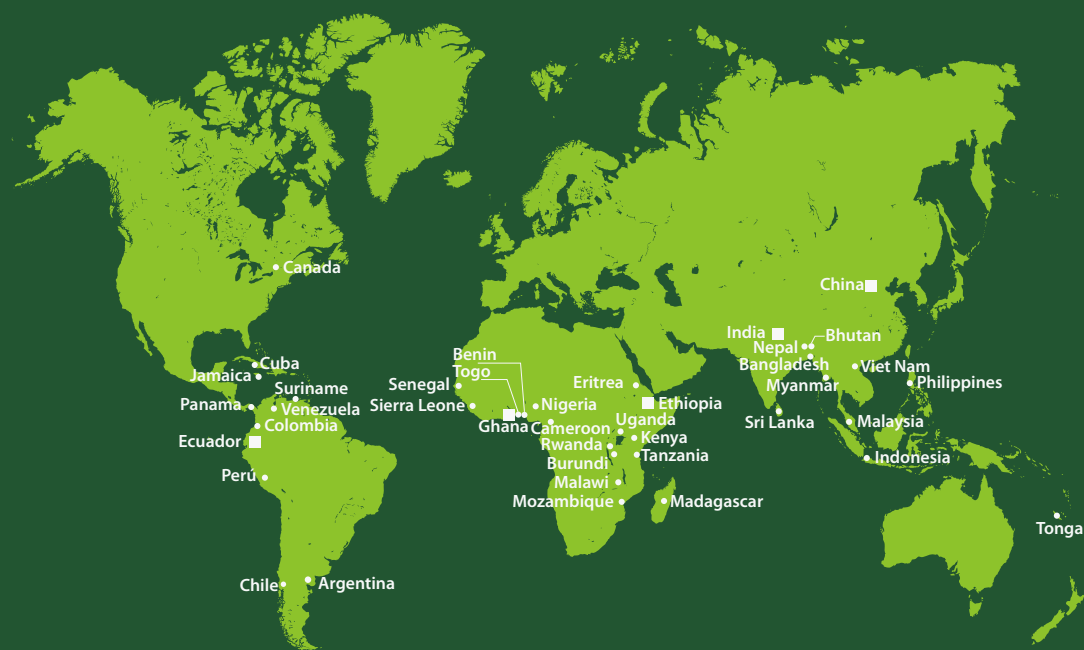 Canada
China
India
Bhutan
Nepal
Bangladesh
Viet Nam
Myanmar
Philippines
Cuba
Jamaica
Suriname
Panama
Venezuela
Colombia
Ecuador
Perú
Chile
Argentina
Benin
Togo
Senegal
Sierra Leone
Ghana
Nigeria
Cameroon
Eritrea
Ethiopia
Uganda
Rwanda
Kenya
Burundi
Tanzania
Malawi
Mozambique
Madagascar
Sri Lanka
Malaysia
Indonesia
Tonga